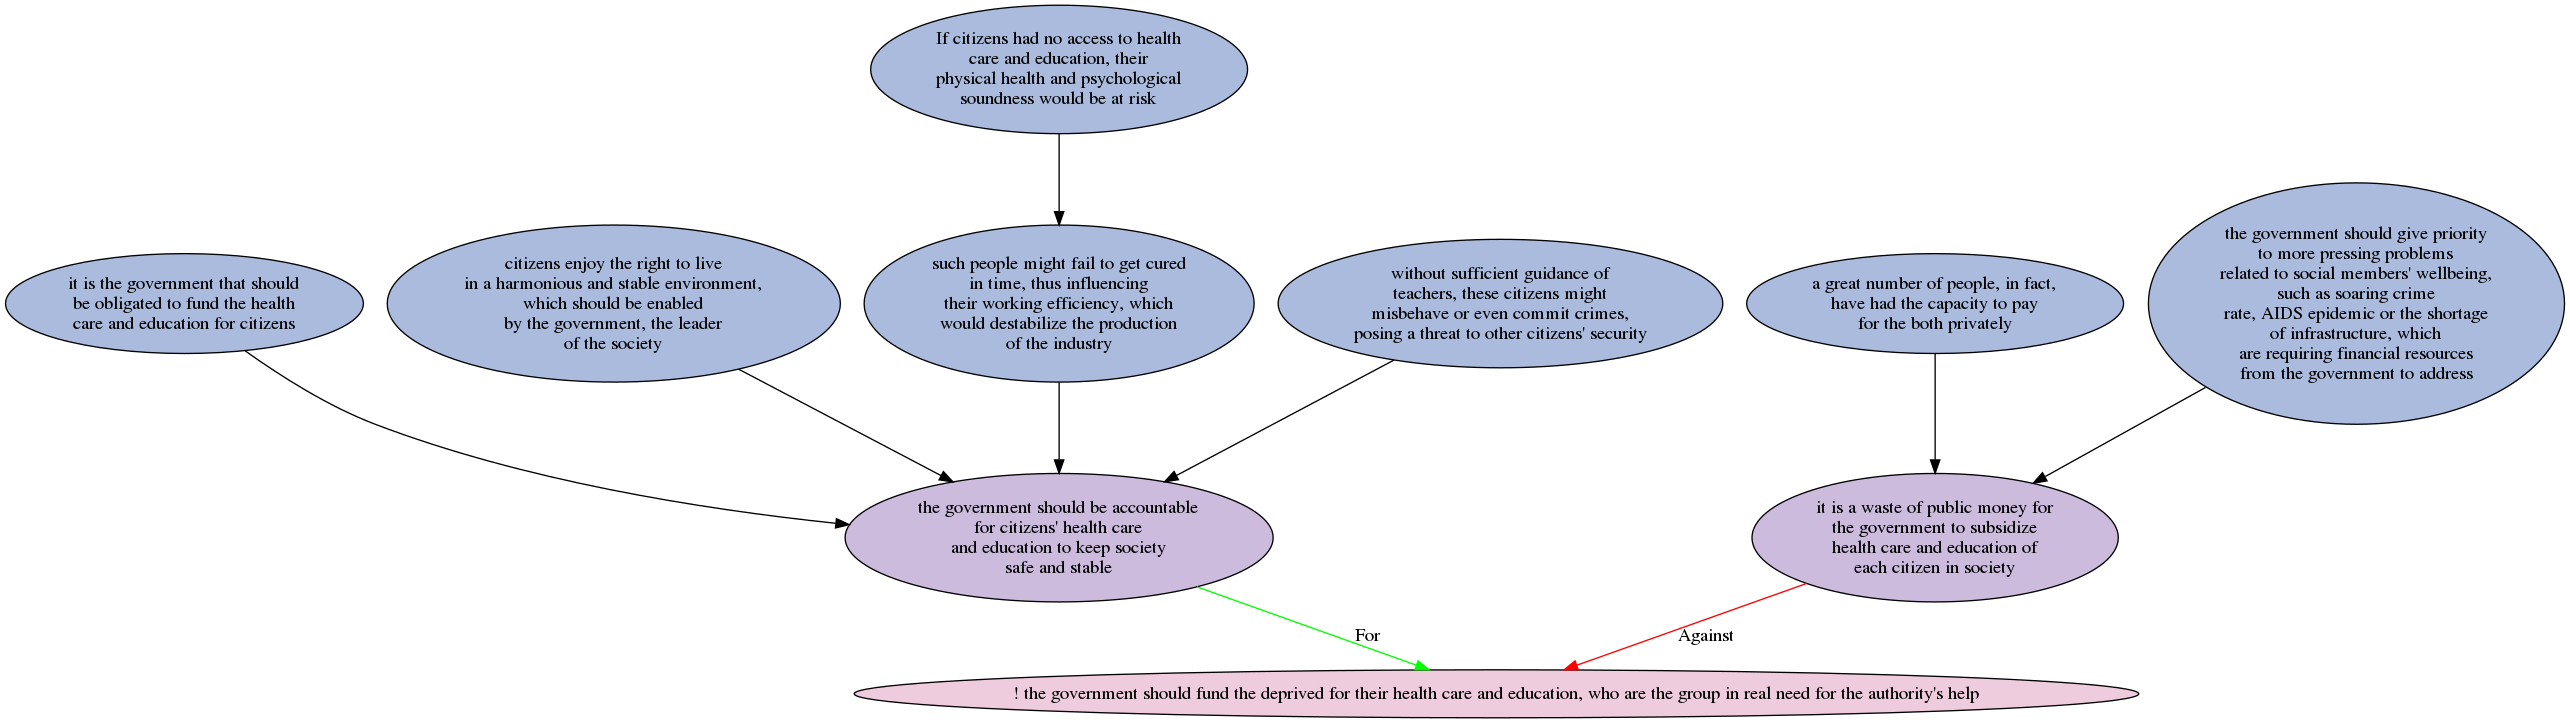 If citizens had no access to health
care and education, their
physical health and psychological
soundness would be at risk
it is the government that should
be obligated to fund the health
care and education for citizens
citizens enjoy the right to live
in a harmonious and stable environment,
which should be enabled
by the government, the leader
of the society
such people might fail to get cured
in time, thus influencing
their working efficiency, which
would destabilize the production
of the industry
without sufficient guidance of
teachers, these citizens might
misbehave or even commit crimes,
posing a threat to other citizens' security
a great number of people, in fact,
have had the capacity to pay
for the both privately
the government should give priority
to more pressing problems
related to social members' wellbeing,
such as soaring crime
rate, AIDS epidemic or the shortage
of infrastructure, which
are requiring financial resources
from the government to address
the government should be accountable
for citizens' health care
and education to keep society
safe and stable
it is a waste of public money for
the government to subsidize
health care and education of
each citizen in society
For
Against
! the government should fund the deprived for their health care and education, who are the group in real need for the authority's help